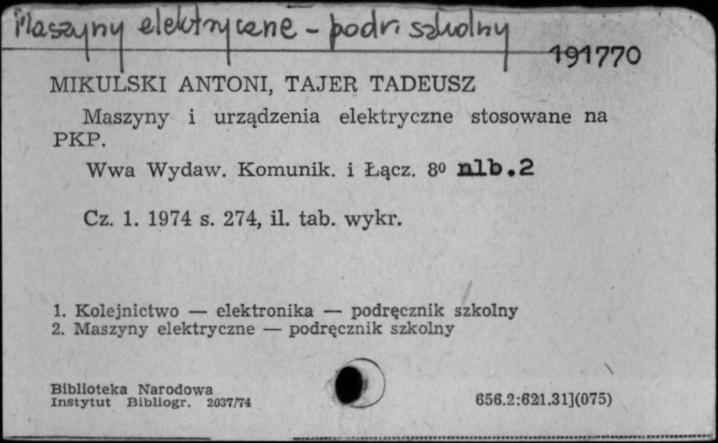 Maszyny elektryczne – podr. szkolny
191770
MIKULSKI ANTONI, TAJER TADEUSZ
Maszyny i urządzenia elektryczne stosowane na
PKP.
Wwa Wydaw. Komunik. i Łącz. 8⁰ nlb.2
Cz. 1. 1974 s. 274, il. tab. wykr.
1. Kolejnictwo — elektronika — podręcznik szkolny
2. Maszyny elektryczne — podręcznik szkolny
Biblioteka Narodowa
Instytut Bibliogr. 2037/74
656.2:621.31](075)